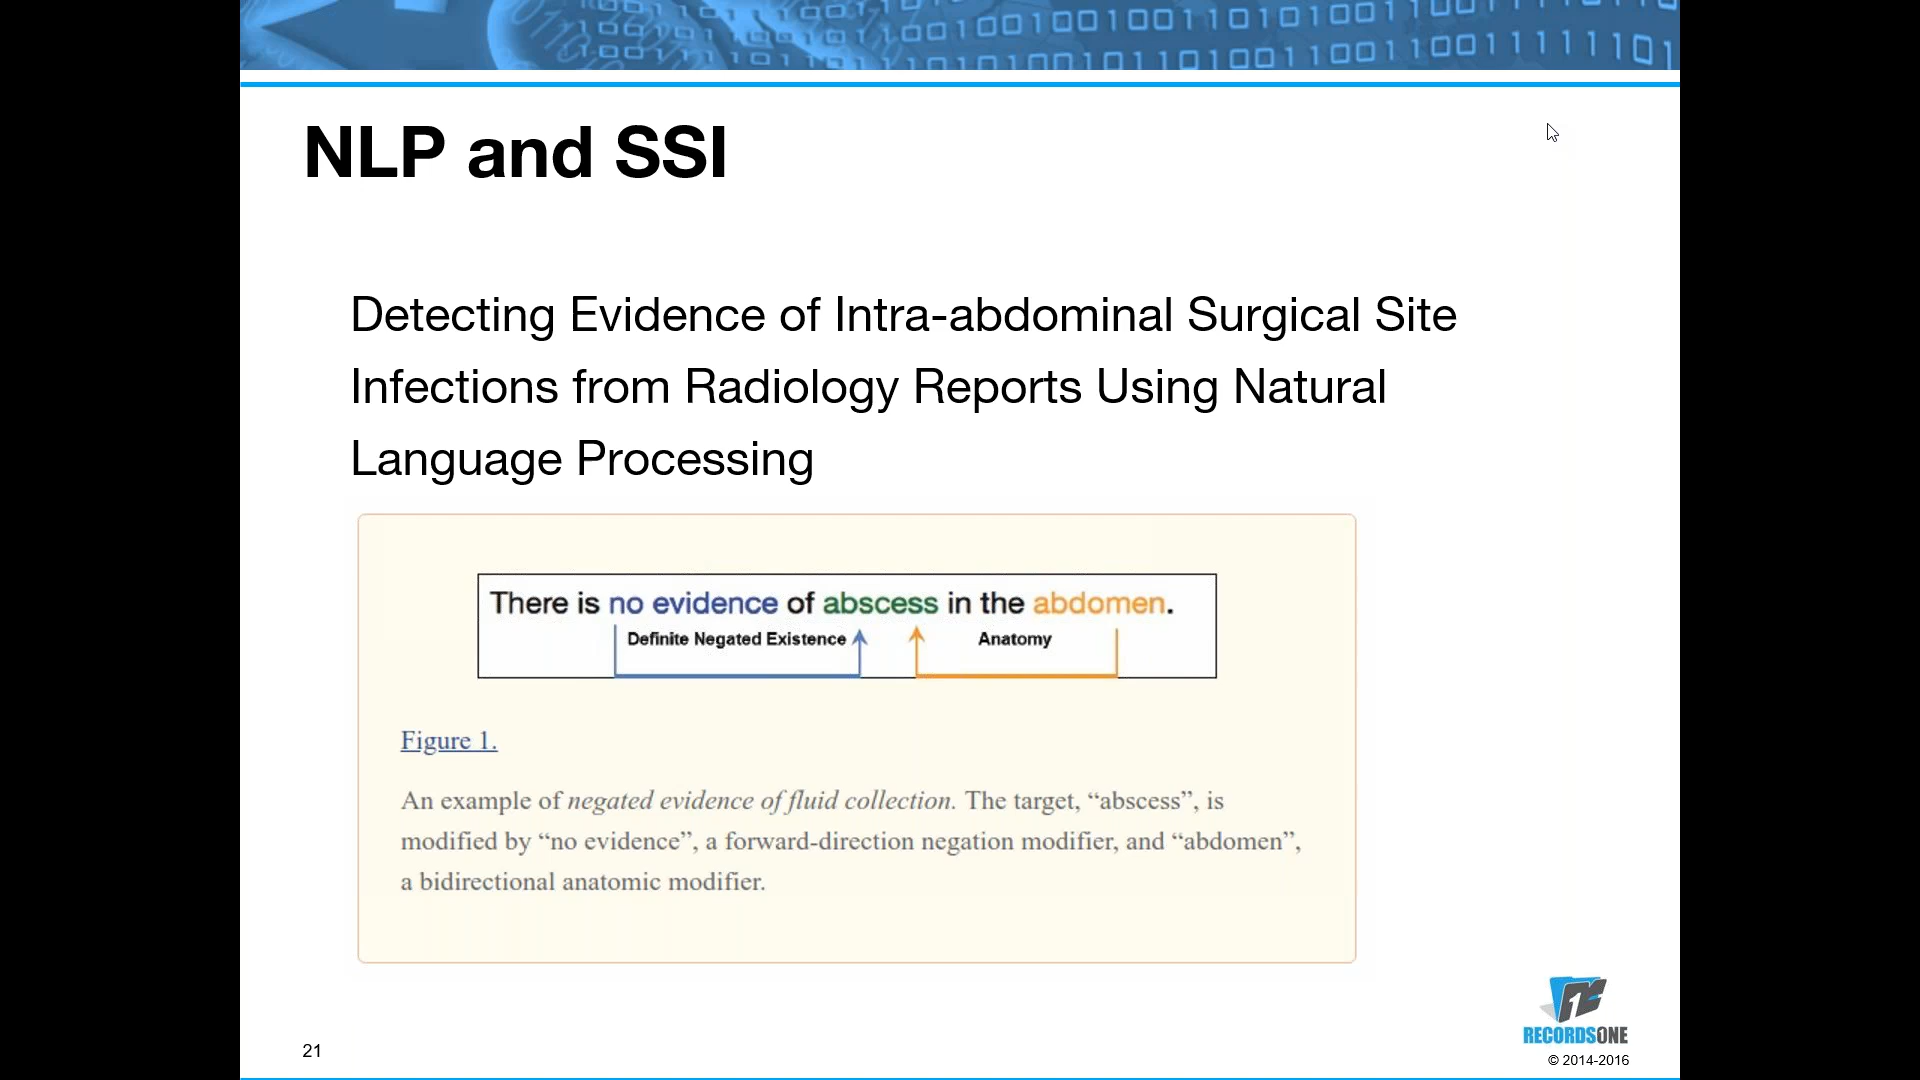 NLP and SSI
Detecting Evidence of Intra-abdominal Surgical Site
Infections from Radiology Reports Using Natural
Language Processing
There is no evidence of abscess in the abdomen.
Definite Negated Existence
Anatomy
Figure 1.
An example of negated evidence of fluid collection. The target, “abscess”, is
modified by “no evidence”, a forward-direction negation modifier, and “abdomen”,
a bidirectional anatomic modifier.
RECORDSONE
21
© 2014-2016